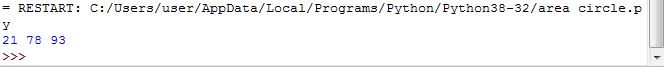 = RESTART: C:/Users/user/AppData/Local/Programs/Python/Python38-32/area circle.p
y
21 78 93
>>>